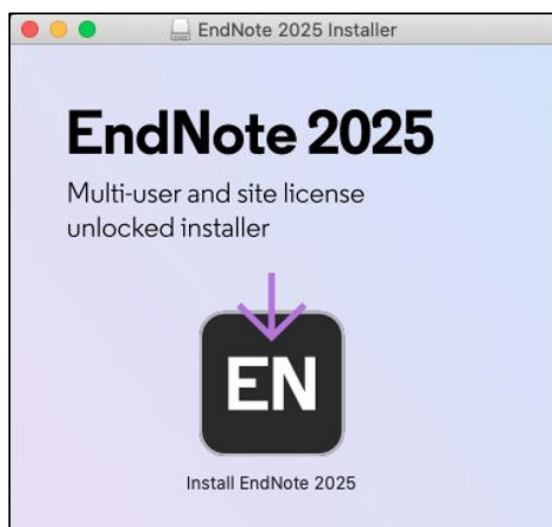 EndNote 2025 Installer
EndNote 2025
Multi-user and site license
unlocked installer
EN
Install EndNote 2025